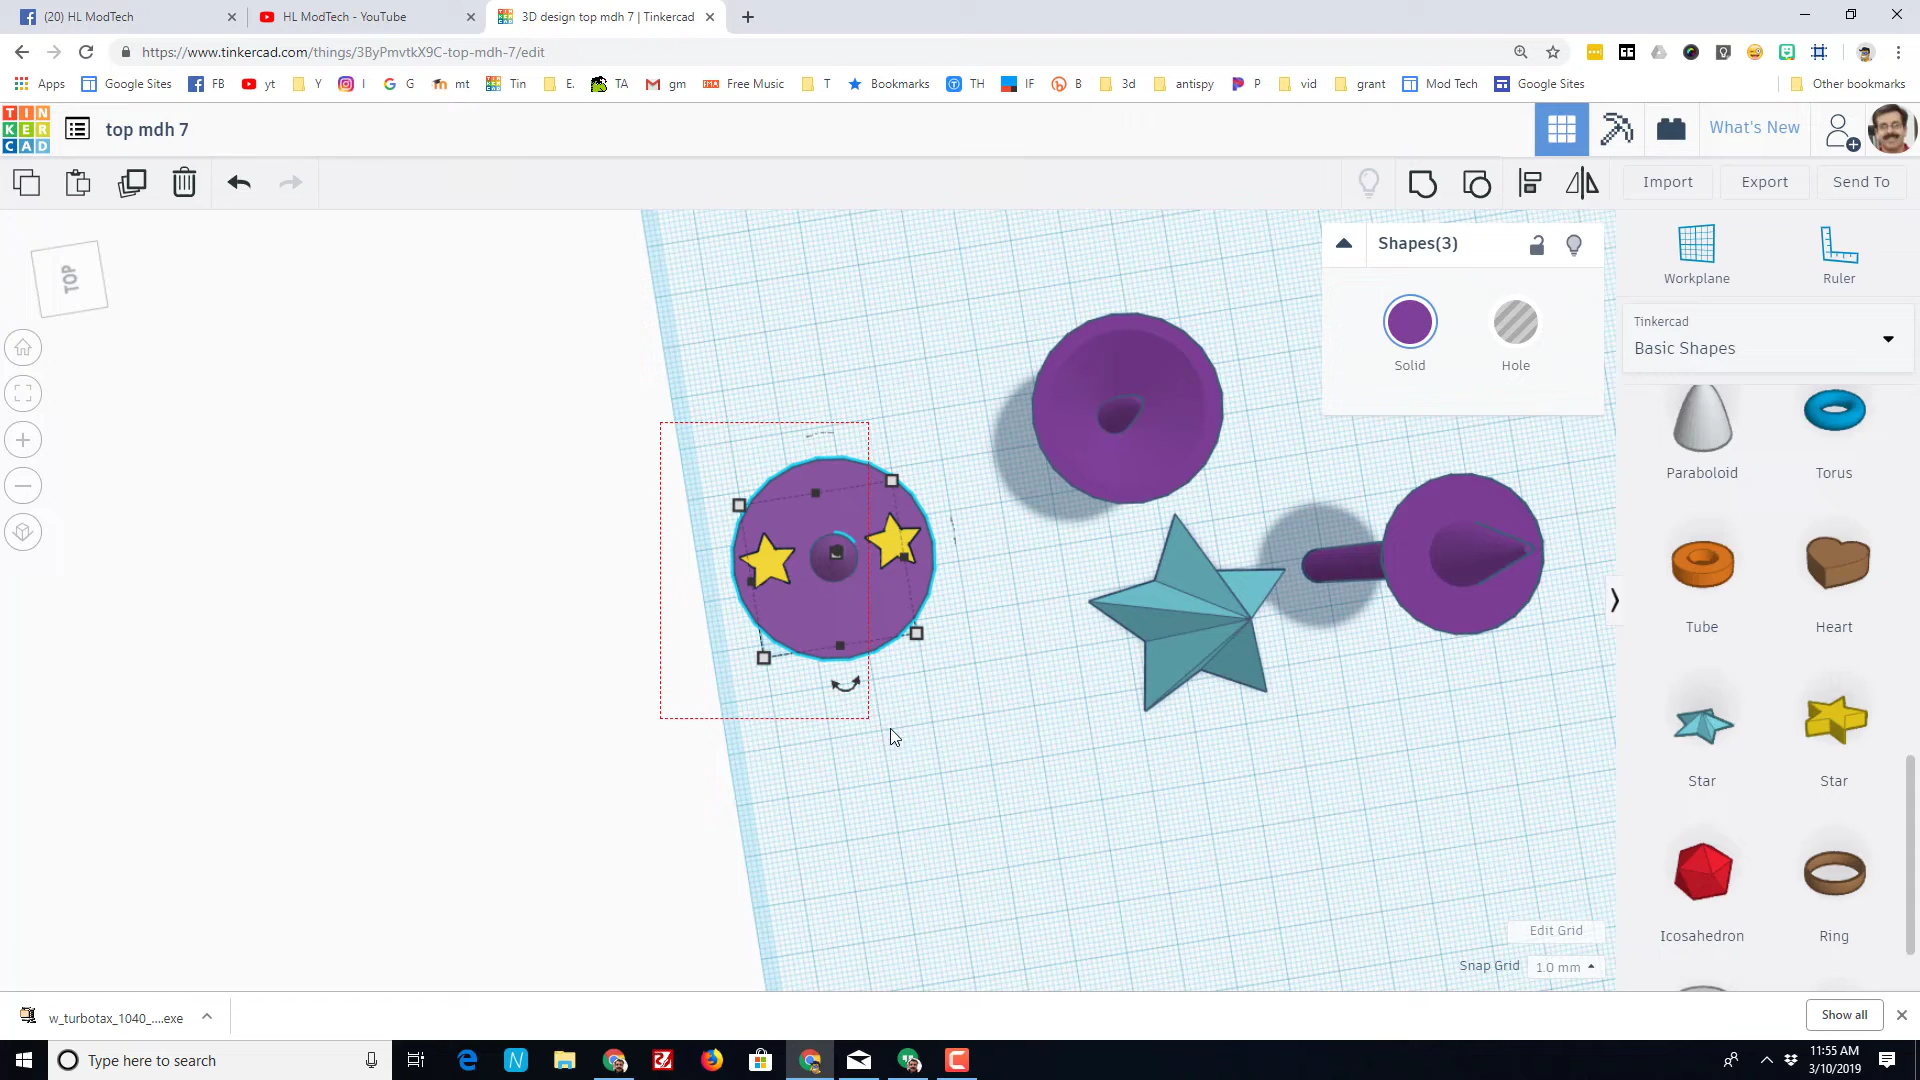 (20) HL ModTech
HL ModTech - YouTube
3D design top mdh 7 | Tinkercad
https://www.tinkercad.com/things/3ByPmvtkX9C-top-mdh-7/edit
Apps
Google Sites
FB
yt
Y
I
G
mt
Tin
E.
TA
gm
Free Music
T
Bookmarks
TH
IF
B
3d
antispy
P
vid
grant
Mod Tech
Google Sites
Other bookmarks
TIN
KER
CAD
top mdh 7
What's New
Import
Export
Send To
TOP
Shapes(3)
Solid
Hole
Workplane
Ruler
Tinkercad
Basic Shapes
Paraboloid
Torus
Tube
Heart
Star
Star
Icosahedron
Ring
Edit Grid
Snap Grid
1.0 mm
w_turbotax_1040_....exe
Show all
Type here to search
11:55 AM
3/10/2019